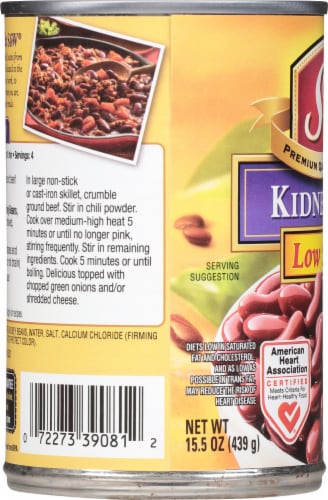 S&W®
• Servings: 4
beef
Beans,
In large non-stick
or cast-iron skillet, crumble
ground beef. Stir in chili powder.
Cook over medium-high heat 5
minutes or until no longer pink,
stirring frequently. Stir in remaining
ingredients. Cook 5 minutes or until
boiling. Delicious topped with
chopped green onions and/or
shredded cheese.
BEANS, WATER, SALT, CALCIUM CHLORIDE (FIRMING
PROTECT COLOR).
0 72273 39081 2
PREMIUM
KIDN
Low
SERVING
SUGGESTION
DIETS LOW IN SATURATED
FAT AND CHOLESTEROL
AND AS LOW AS
POSSIBLE IN TRANS FAT
MAY REDUCE THE RISK OF
HEART DISEASE
American
Heart
Association
CERTIFIED
Meets Criteria For
Heart-Healthy Food
NET WT
15.5 OZ (439 g)